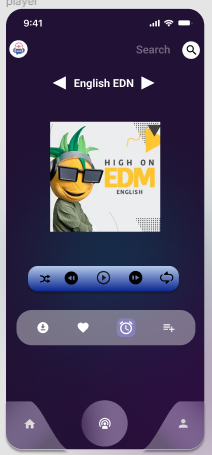 player
9:41
Search
English EDN
HIGH ON
EDM
ENGLISH